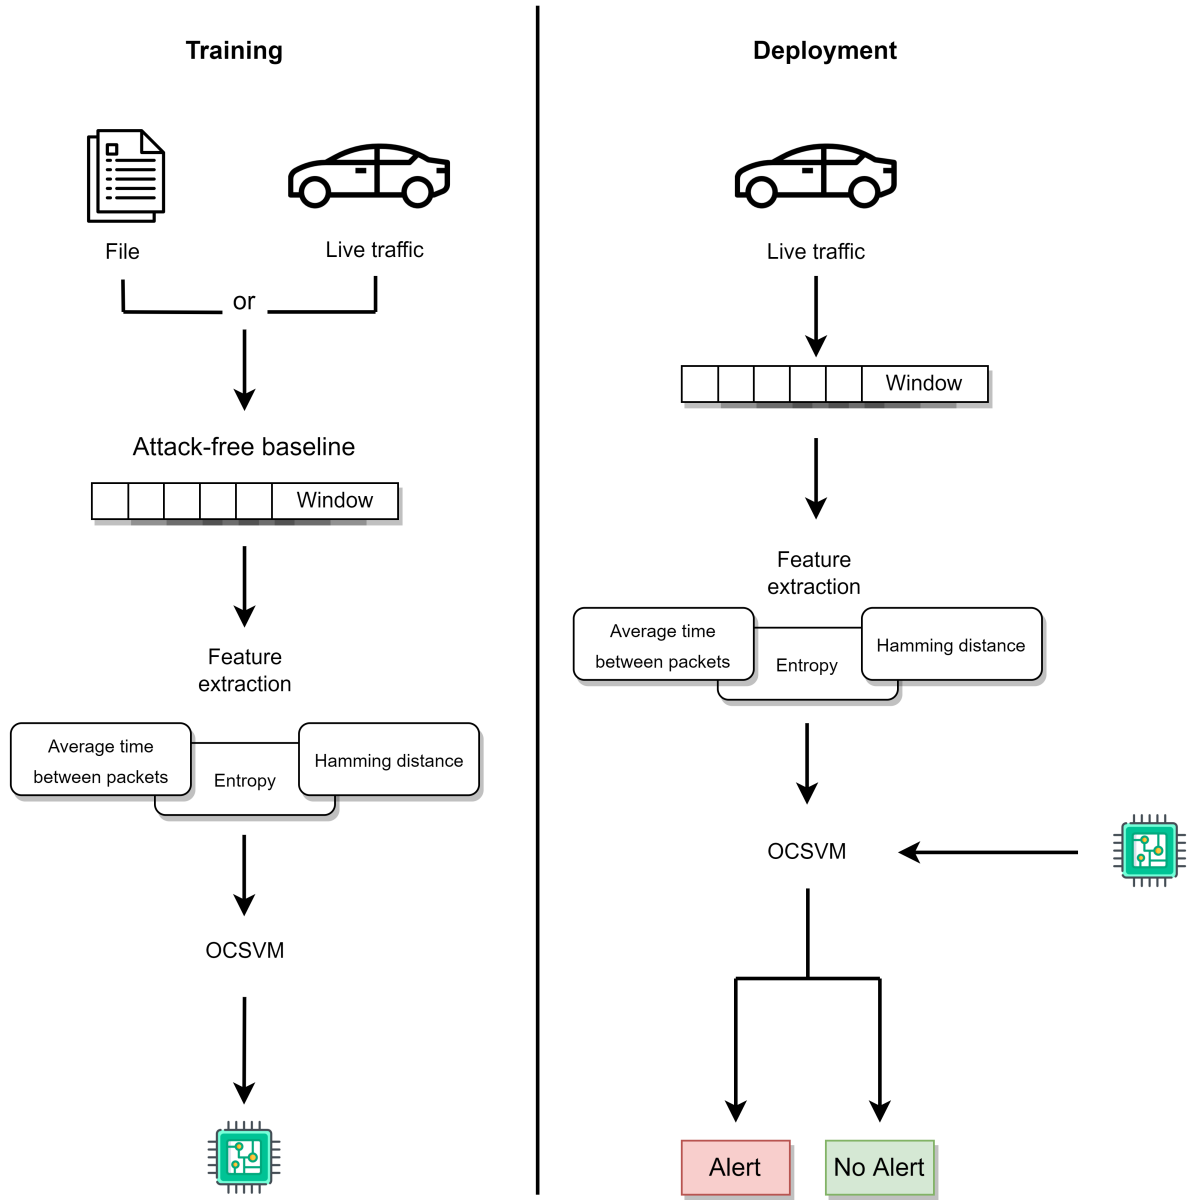 Training
File
Live traffic
or
Attack-free baseline
Window
Feature
extraction
Average time
between packets
Entropy
Hamming distance
OCSVM
Deployment
Live traffic
Window
Feature
extraction
Average time
between packets
Entropy
Hamming distance
OCSVM
Alert
No Alert